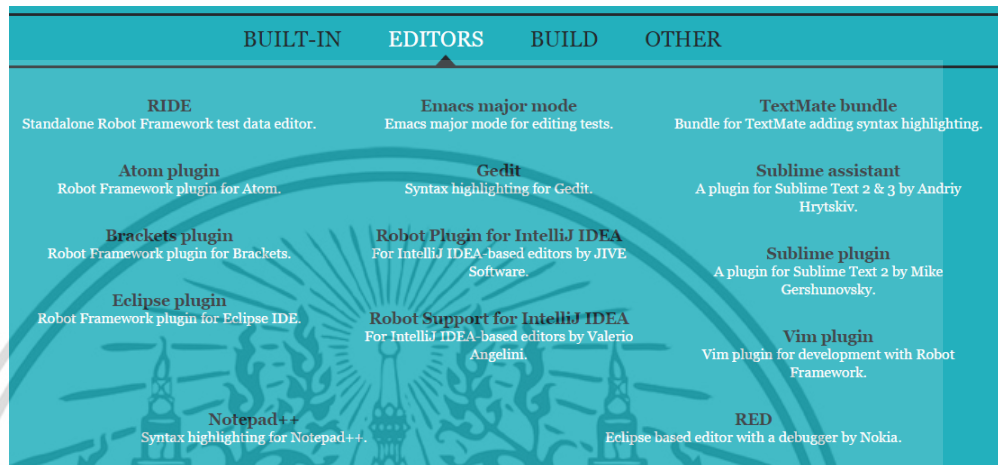 BUILT-IN EDITORS BUILD OTHER
RIDE
Standalone Robot Framework test data editor.
Atom plugin
Robot Framework plugin for Atom.
Brackets plugin
Robot Framework plugin for Brackets.
Eclipse plugin
Robot Framework plugin for Eclipse IDE.
Emacs major mode
Emacs major mode for editing tests.
Gedit
Syntax highlighting for Gedit.
Robot Plugin for IntelliJ IDEA
For IntelliJ IDEA-based editors by JIVE
Software.
Robot Support for IntelliJ IDEA
For IntelliJ IDEA-based editors by Valerio
Angelini.
TextMate bundle
Bundle for TextMate adding syntax highlighting.
Sublime assistant
A plugin for Sublime Text 2 & 3 by Andriy
Hrytskiv.
Sublime plugin
A plugin for Sublime Text 2 by Mike
Gershunovsky.
Vim plugin
Vim plugin for development with Robot
Framework.
Notepad++
Syntax highlighting for Notepad++.
RED
Eclipse based editor with a debugger by Nokia.